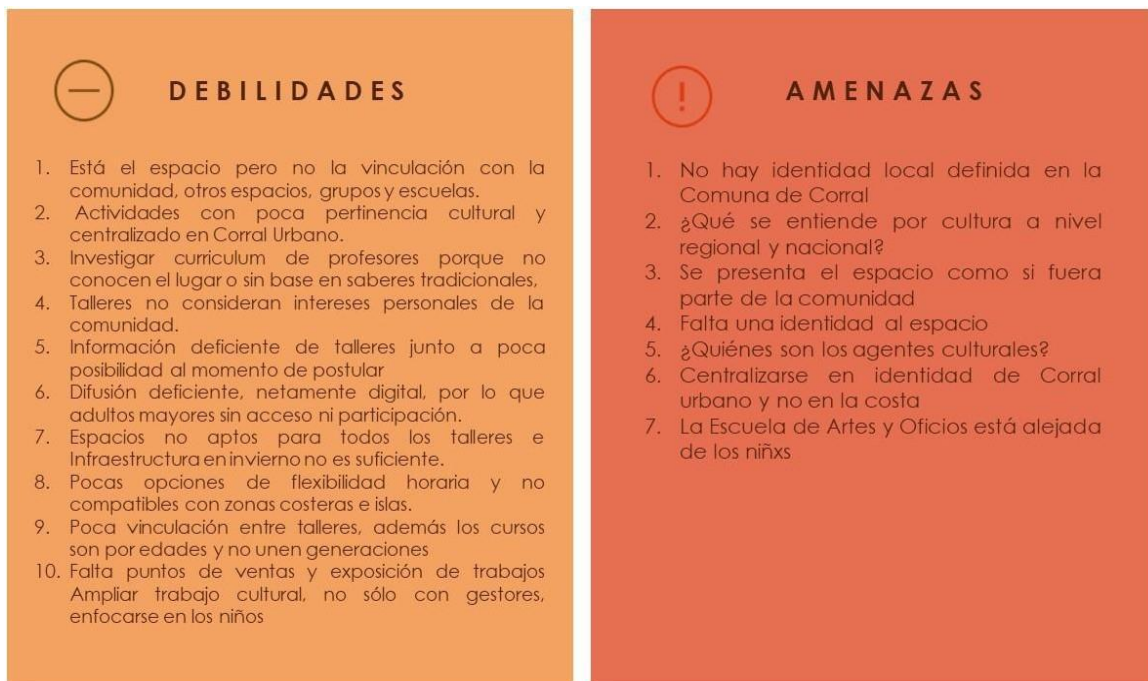 DEBILIDADES
1. Está el espacio pero no la vinculación con la
comunidad, otros espacios, grupos y escuelas.
2. Actividades con poca pertinencia cultural y
centralizado en Corral Urbano.
3. Investigar curriculum de profesores porque no
conocen el lugar o sin base en saberes tradicionales,
4. Talleres no consideran intereses personales de la
comunidad.
5. Información deficiente de talleres junto a poca
posibilidad al momento de postular
6. Difusión deficiente, netamente digital, por lo que
adultos mayores sin acceso ni participación.
7. Espacios no aptos para todos los talleres e
Infraestructura en invierno no es suficiente.
8. Pocas opciones de flexibilidad horaria y no
compatibles con zonas costeras e islas.
9. Poca vinculación entre talleres, además los cursos
son por edades y no unen generaciones
10. Falta puntos de ventas y exposición de trabajos
Ampliar trabajo cultural, no sólo con gestores,
enfocarse en los niños
AMENAZAS
1. No hay identidad local definida en la
Comuna de Corral
2. ¿Qué se entiende por cultura a nivel
regional y nacional?
3. Se presenta el espacio como si fuera
parte de la comunidad
4. Falta una identidad al espacio
5. ¿Quiénes son los agentes culturales?
6. Centralizarse en identidad de Corral
urbano y no en la costa
7. La Escuela de Artes y Oficios está alejada
de los niñxs